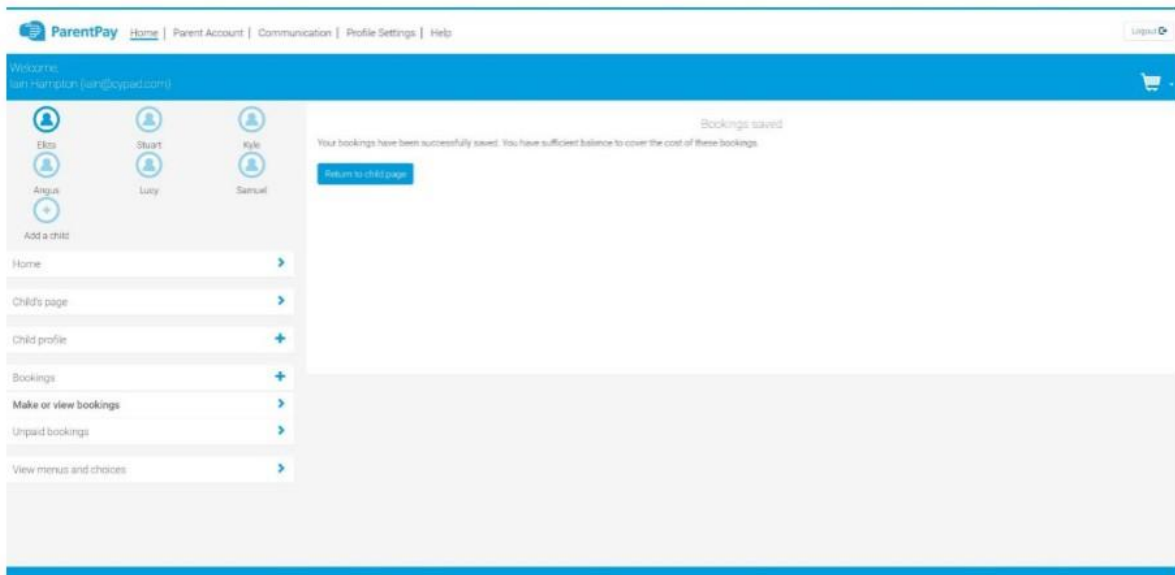 ParentPay Home | Parent Account | Communication | Profile Settings | Help
Logout
Welcome,
Iain Hampton (iain@cypad.com)
Eliza Stuart Kyle
Angus Lucy Samuel
Add a child
Home
Child's page
Child profile
Bookings
Make or view bookings
Unpaid bookings
View menus and choices
Bookings saved
Your bookings have been successfully saved. You have sufficient balance to cover the cost of these bookings.
Return to child page